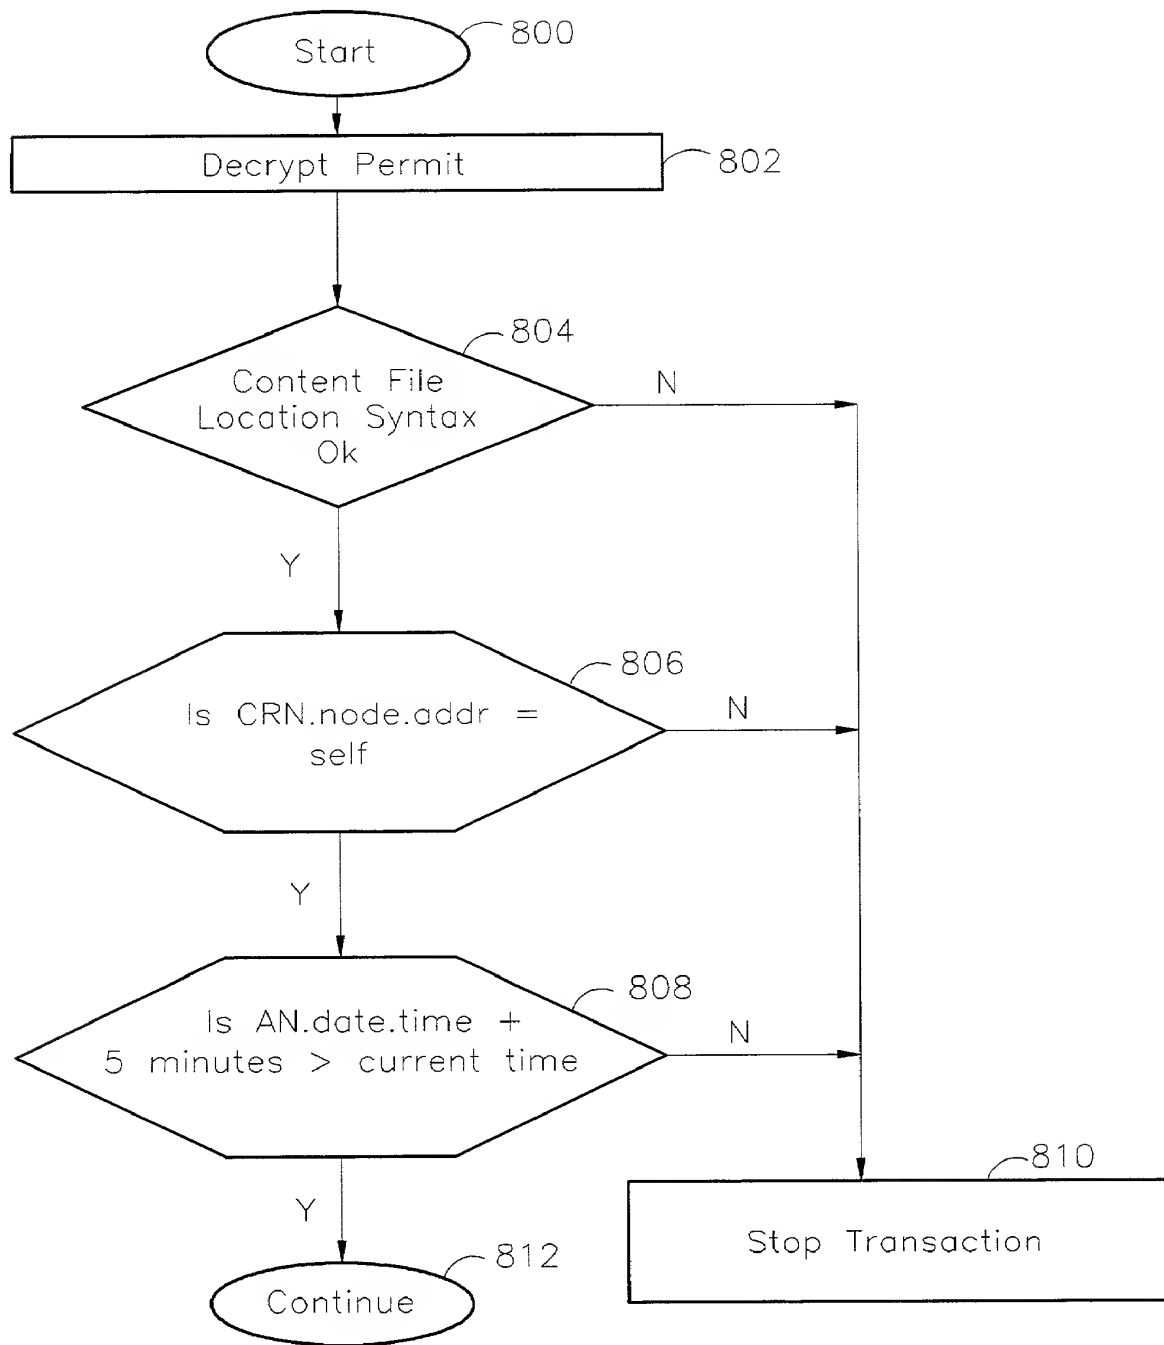 Start
800
Decrypt Permit
802
804
Content File
Location Syntax
Ok
N
Y
806
Is CRN.node.addr =
self
N
Y
808
Is AN.date.time +
5 minutes > current time
N
Y
810
Stop Transaction
812
Continue